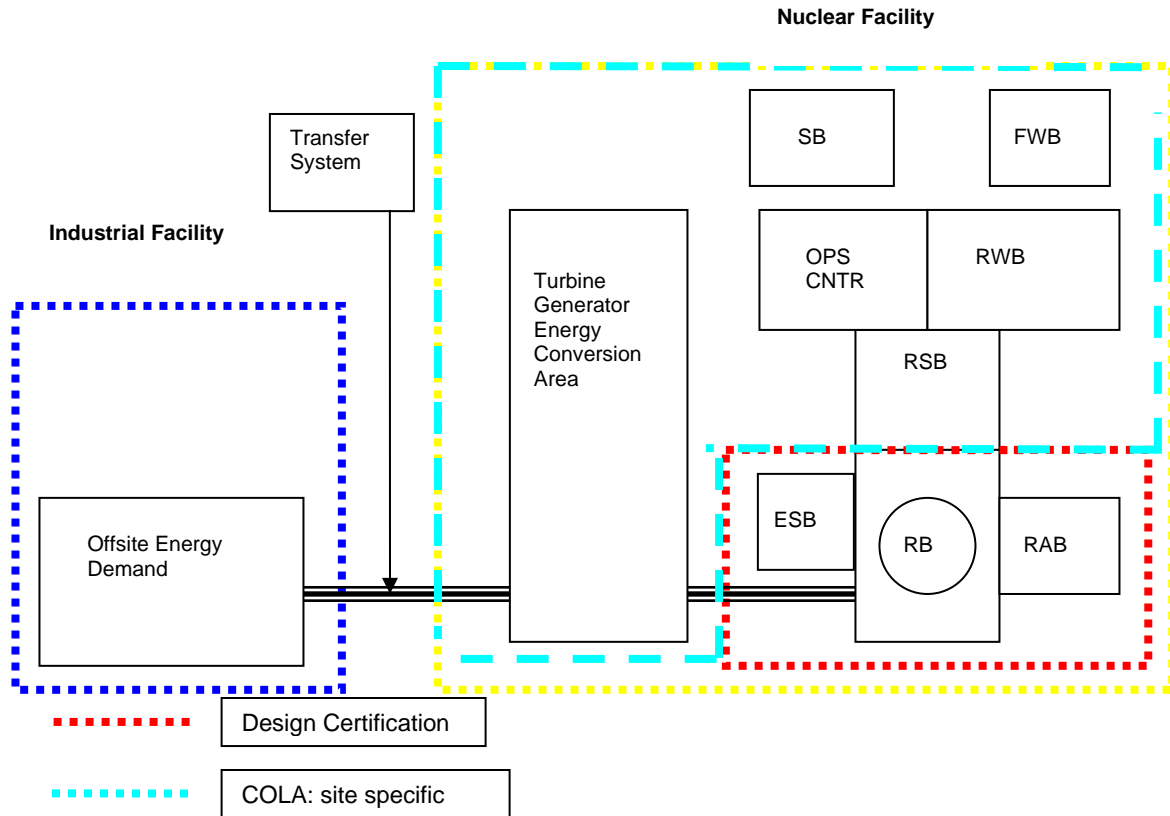 Nuclear Facility
Transfer
System
SB
FWB
Industrial Facility
OPS
CNTR
RWB
Turbine
Generator
Energy
Conversion
Area
RSB
Offsite Energy
Demand
ESB
RB
RAB
Design Certification
COLA: site specific